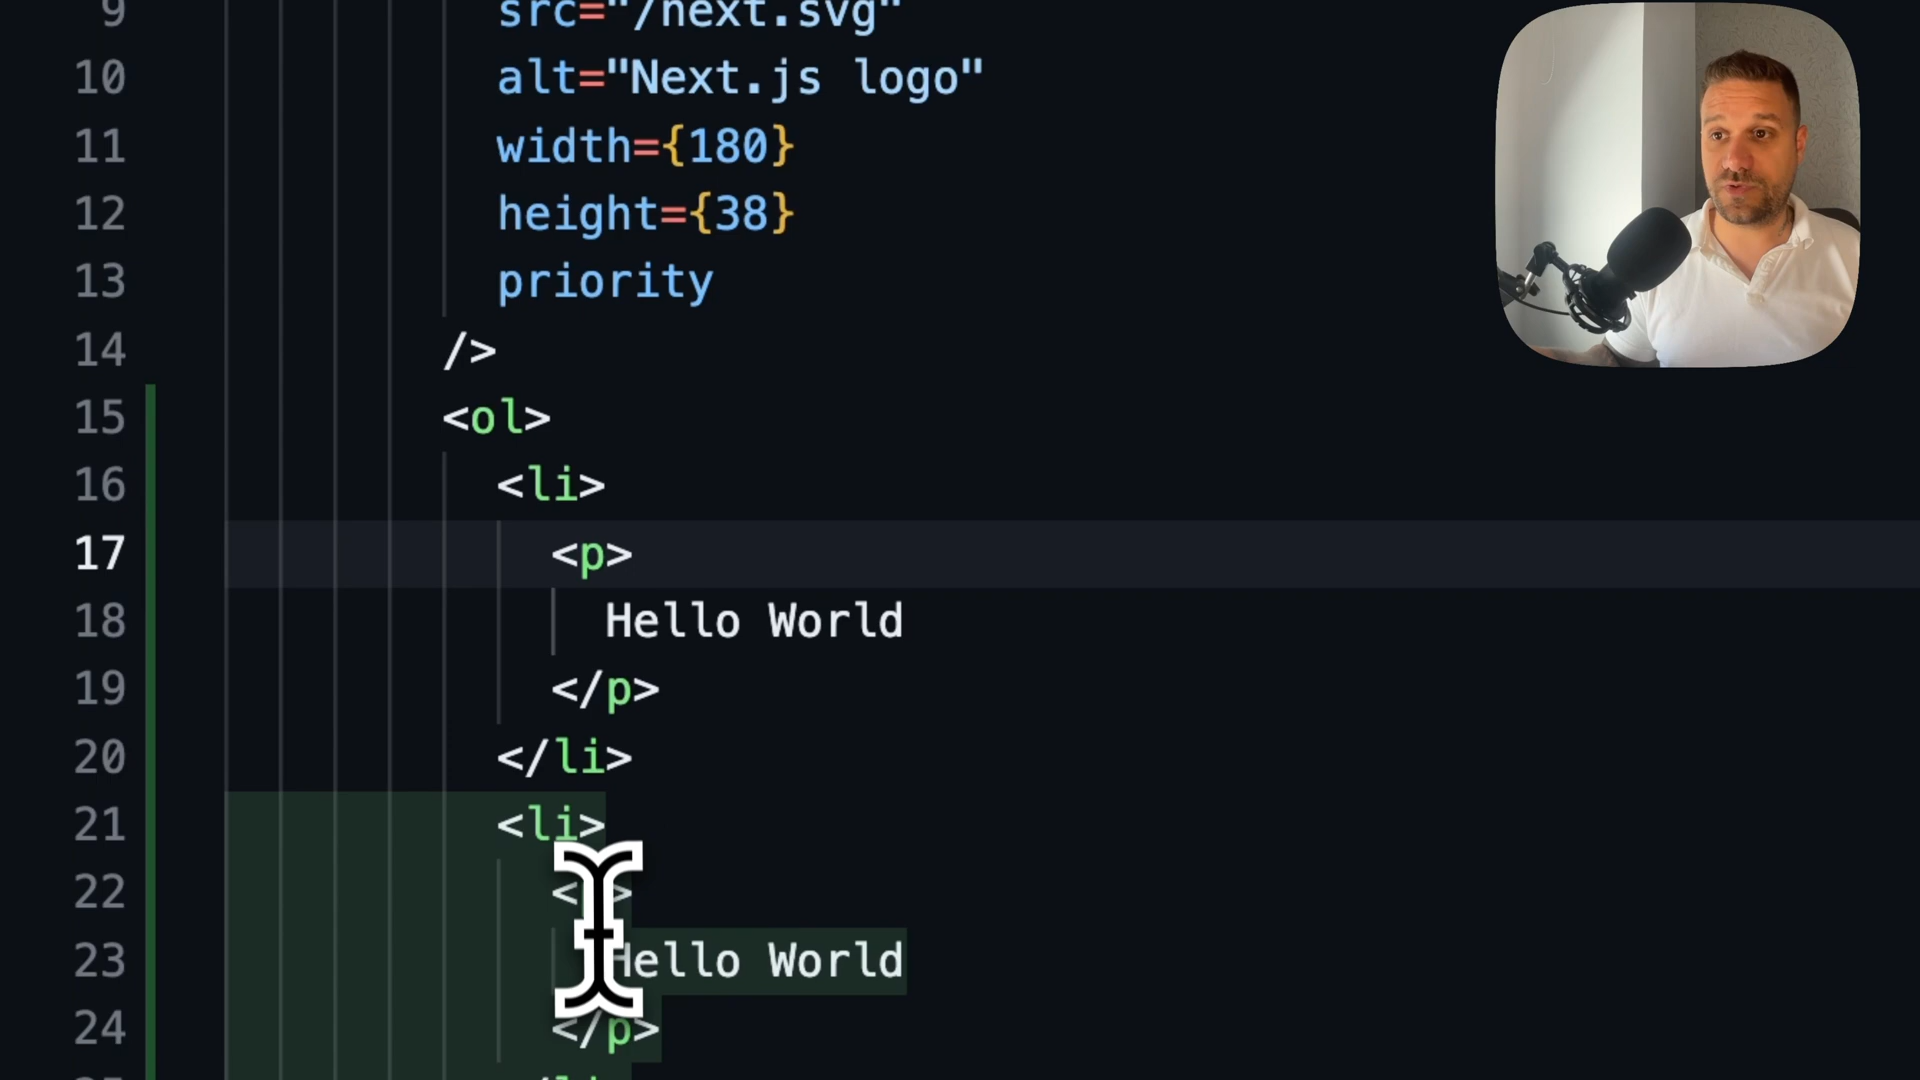 9 src="/next.svg"
10 alt="Next.js logo"
11 width={180}
12 height={38}
13 priority
14 />
15 <ol>
16 <li>
17 <p>
18 Hello World
19 </p>
20 </li>
21 <li>
22 < >
23 Hello World
24 </p>